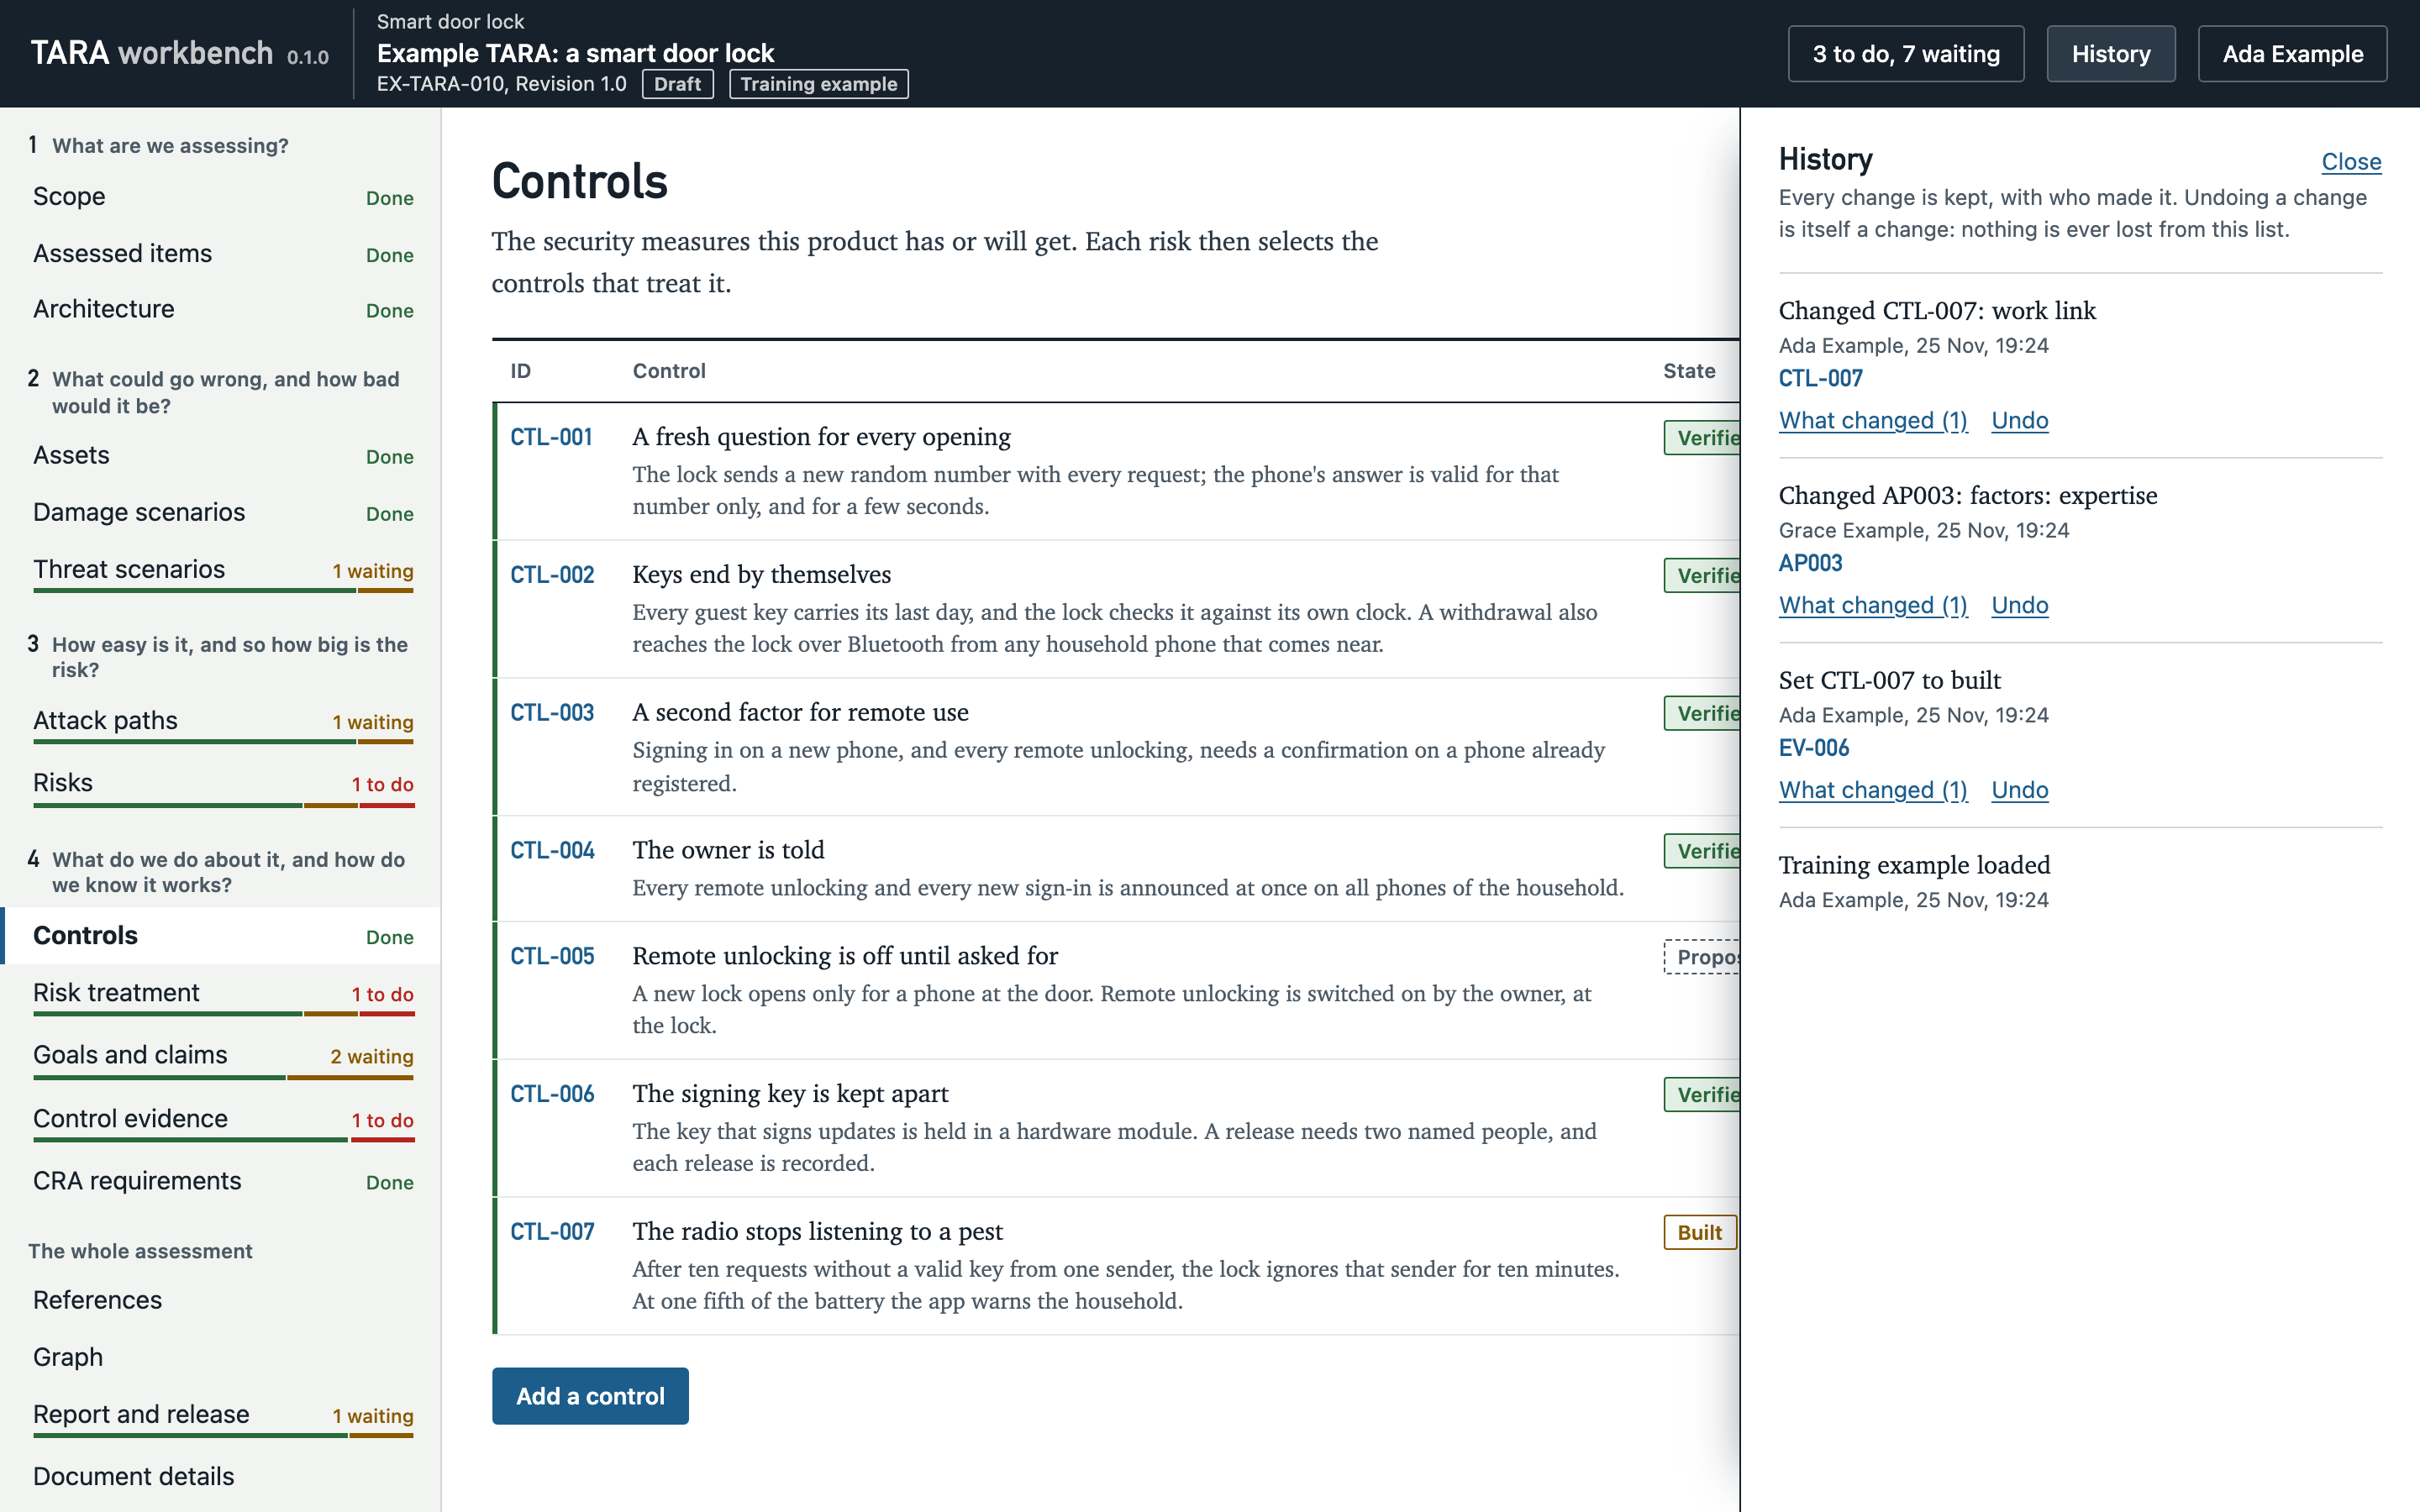 TARA workbench 0.1.0
Smart door lock
Example TARA: a smart door lock
EX-TARA-010, Revision 1.0 Draft Training example
3 to do, 7 waiting
History
Ada Example
1 What are we assessing?
Scope Done
Assessed items Done
Architecture Done
2 What could go wrong, and how bad
would it be?
Assets Done
Damage scenarios Done
Threat scenarios 1 waiting
3 How easy is it, and so how big is the
risk?
Attack paths 1 waiting
Risks 1 to do
4 What do we do about it, and how do
we know it works?
Controls Done
Risk treatment 1 to do
Goals and claims 2 waiting
Control evidence 1 to do
CRA requirements Done
The whole assessment
References
Graph
Report and release 1 waiting
Document details
Controls
The security measures this product has or will get. Each risk then selects the
controls that treat it.
ID Control State
CTL-001 A fresh question for every opening Verifie
The lock sends a new random number with every request; the phone's answer is valid for that
number only, and for a few seconds.
CTL-002 Keys end by themselves Verifie
Every guest key carries its last day, and the lock checks it against its own clock. A withdrawal also
reaches the lock over Bluetooth from any household phone that comes near.
CTL-003 A second factor for remote use Verifie
Signing in on a new phone, and every remote unlocking, needs a confirmation on a phone already
registered.
CTL-004 The owner is told Verifie
Every remote unlocking and every new sign-in is announced at once on all phones of the household.
CTL-005 Remote unlocking is off until asked for Propos
A new lock opens only for a phone at the door. Remote unlocking is switched on by the owner, at
the lock.
CTL-006 The signing key is kept apart Verifie
The key that signs updates is held in a hardware module. A release needs two named people, and
each release is recorded.
CTL-007 The radio stops listening to a pest Built
After ten requests without a valid key from one sender, the lock ignores that sender for ten minutes.
At one fifth of the battery the app warns the household.
Add a control
History Close
Every change is kept, with who made it. Undoing a change
is itself a change: nothing is ever lost from this list.
Changed CTL-007: work link
Ada Example, 25 Nov, 19:24
CTL-007
What changed (1) Undo
Changed AP003: factors: expertise
Grace Example, 25 Nov, 19:24
AP003
What changed (1) Undo
Set CTL-007 to built
Ada Example, 25 Nov, 19:24
EV-006
What changed (1) Undo
Training example loaded
Ada Example, 25 Nov, 19:24